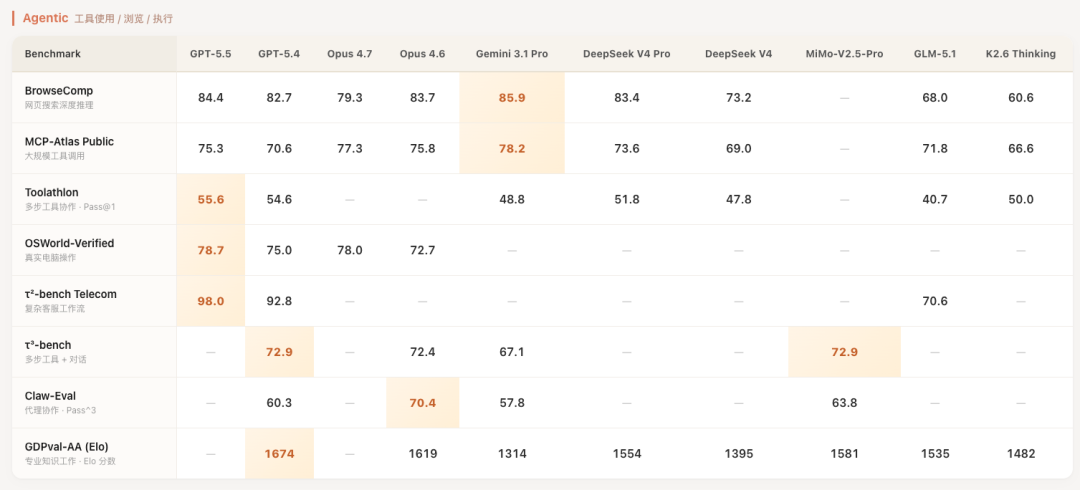 Agentic 工具使用 / 浏览 / 执行
Benchmark GPT-5.5 GPT-5.4 Opus 4.7 Opus 4.6 Gemini 3.1 Pro DeepSeek V4 Pro DeepSeek V4 MiMo-V2.5-Pro GLM-5.1 K2.6 Thinking
BrowseComp 84.4 82.7 79.3 83.7 85.9 83.4 73.2 — 68.0 60.6
网页搜索深度推理
MCP-Atlas Public 75.3 70.6 77.3 75.8 78.2 73.6 69.0 — 71.8 66.6
大规模工具调用
Toolathlon 55.6 54.6 — — 48.8 51.8 47.8 — 40.7 50.0
多步工具协作 · Pass@1
OSWorld-Verified 78.7 75.0 78.0 72.7 — — — — — —
真实电脑操作
τ²-bench Telecom 98.0 92.8 — — — — — — 70.6 —
复杂客服工作流
τ³-bench — 72.9 — 72.4 67.1 — — 72.9 — —
多步工具 + 对话
Claw-Eval — 60.3 — 70.4 57.8 — — 63.8 — —
代理协作 · Pass^3
GDPval-AA (Elo) — 1674 — 1619 1314 1554 1395 1581 1535 1482
专业知识工作 · Elo 分数